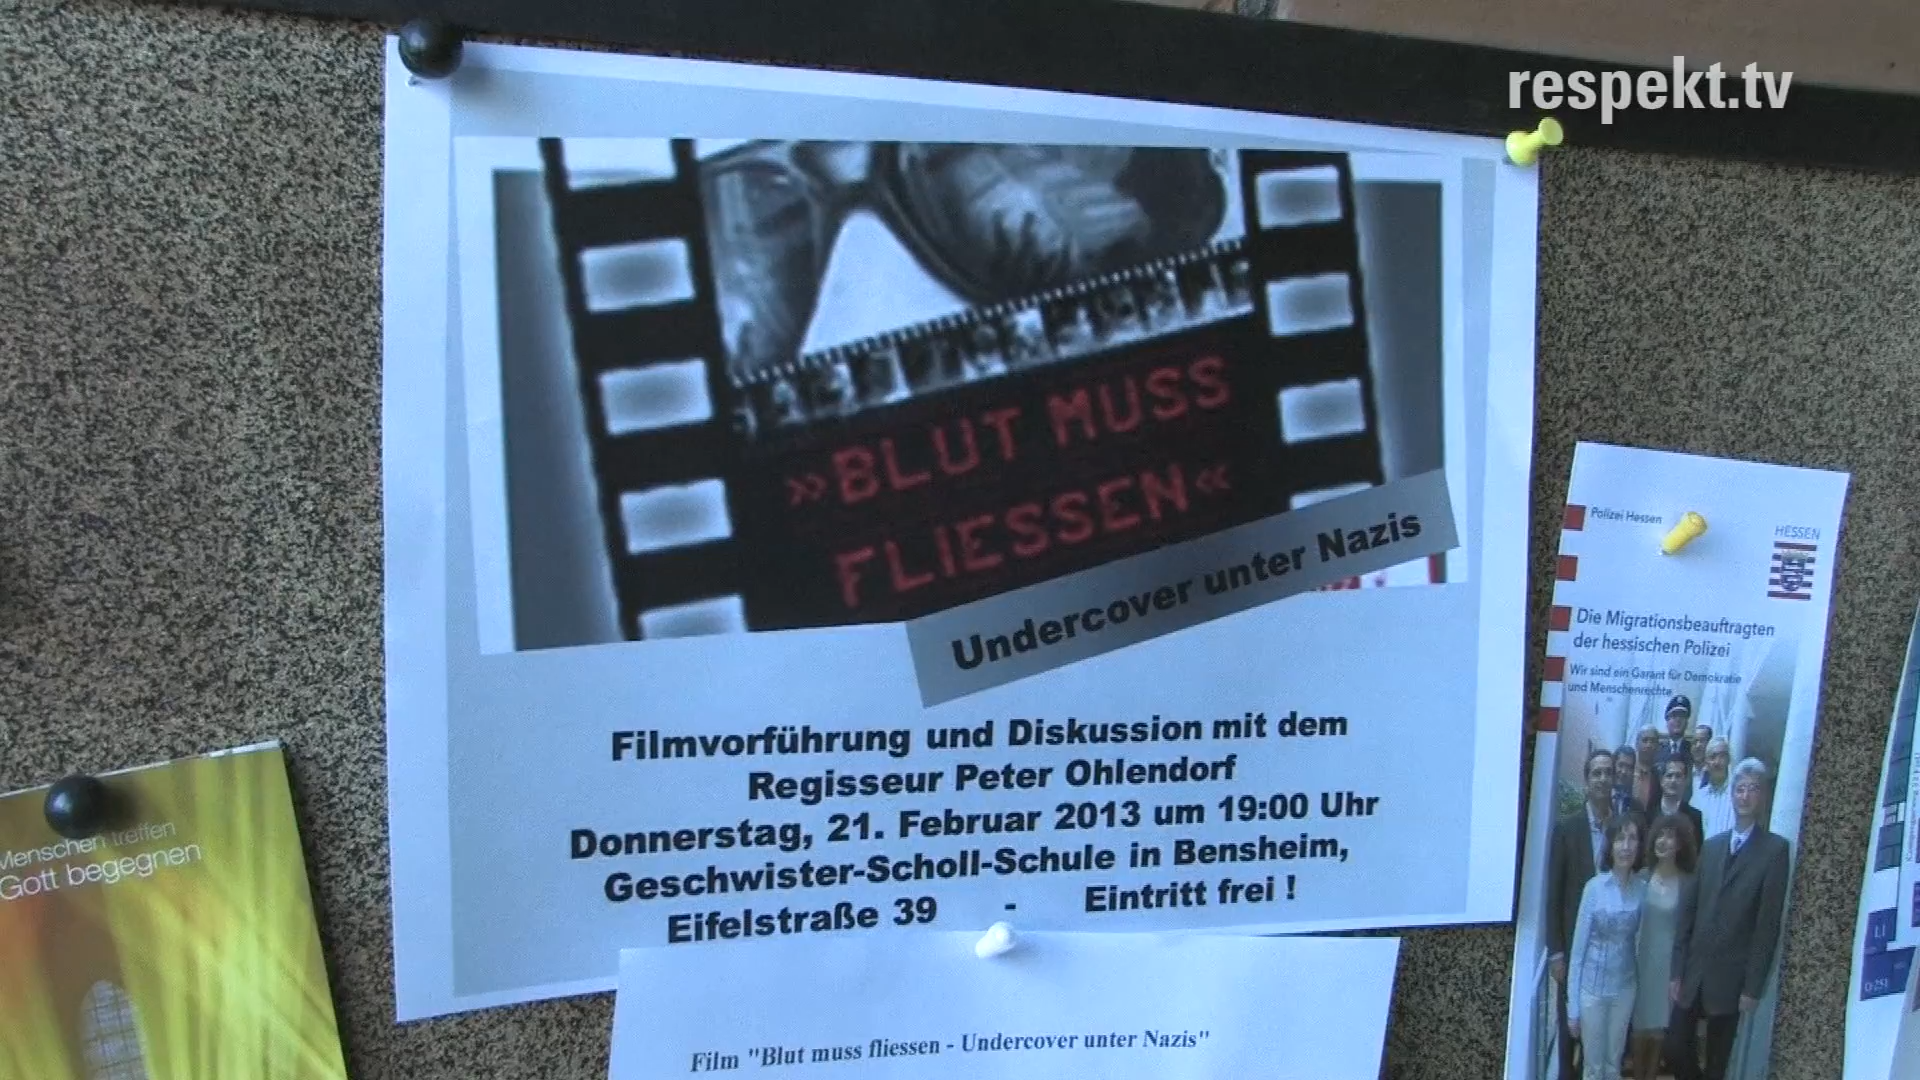 respekt.tv
»BLUT MUSS
FLIESSEN«
Undercover unter Nazis
Filmvorführung und Diskussion mit dem
Regisseur Peter Ohlendorf
Donnerstag, 21. Februar 2013 um 19:00 Uhr
Geschwister-Scholl-Schule in Bensheim,
Eifelstraße 39 - Eintritt frei !
Film "Blut muss fliessen - Undercover unter Nazis"
Menschen treffen
Gott begegnen
Polizei Hessen
HESSEN
Die Migrationsbeauftragten
der hessischen Polizei
Wir sind ein Garant für Demokratie
und Menschenrechte